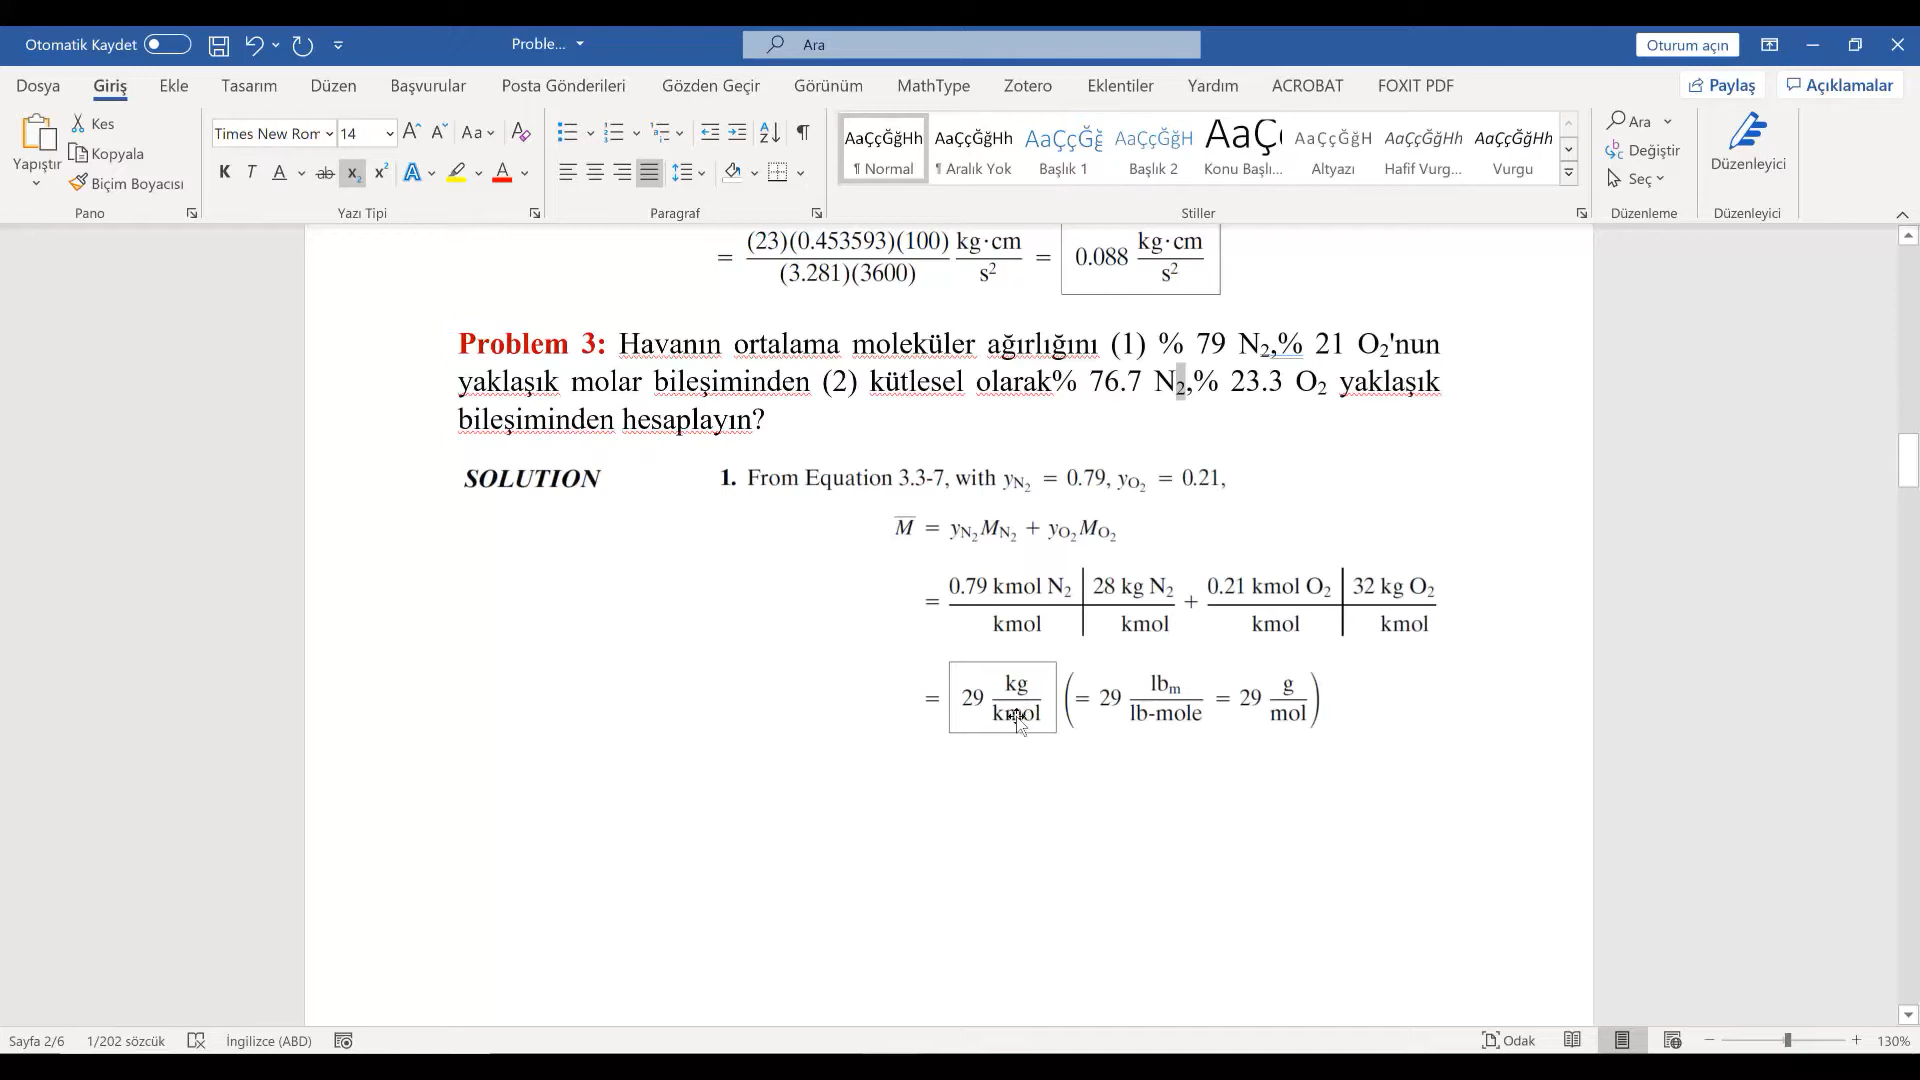 Otomatik Kaydet
Proble...
Ara
Oturum açın
Dosya Giriş Ekle Tasarım Düzen Başvurular Posta Gönderileri Gözden Geçir Görünüm MathType Zotero Eklentiler Yardım ACROBAT FOXIT PDF
Paylaş Açıklamalar
Yapıştır
Kes
Kopyala
Biçim Boyacısı
Pano
Times New Rom 14
Yazı Tipi
Paragraf
AaÇçĞğHh AaÇçĞğHh AaÇçĞğ AaÇçĞğH AaÇç AaÇçĞğH AaÇçĞğHh AaÇçĞğHh
¶ Normal ¶ Aralık Yok Başlık 1 Başlık 2 Konu Başlı... Altyazı Hafif Vurg... Vurgu
Stiller
Ara
Değiştir
Seç
Düzenleme
Düzenleyici
Düzenleyici
= (23)(0.453593)(100) / (3.281)(3600) kg·cm / s² = 0.088 kg·cm / s²
Problem 3: Havanın ortalama moleküler ağırlığını (1) % 79 N₂,% 21 O₂'nun
yaklaşık molar bileşiminden (2) kütlesel olarak% 76.7 N₂,% 23.3 O₂ yaklaşık
bileşiminden hesaplayın?
SOLUTION 1. From Equation 3.3-7, with yN₂ = 0.79, yO₂ = 0.21,
M̅ = yN₂MN₂ + yO₂MO₂
= 0.79 kmol N₂ | 28 kg N₂ + 0.21 kmol O₂ | 32 kg O₂
kmol | kmol kmol | kmol
= 29 kg / kmol (= 29 lbm / lb-mole = 29 g / mol)
Sayfa 2/6 1/202 sözcük İngilizce (ABD) Odak 130%